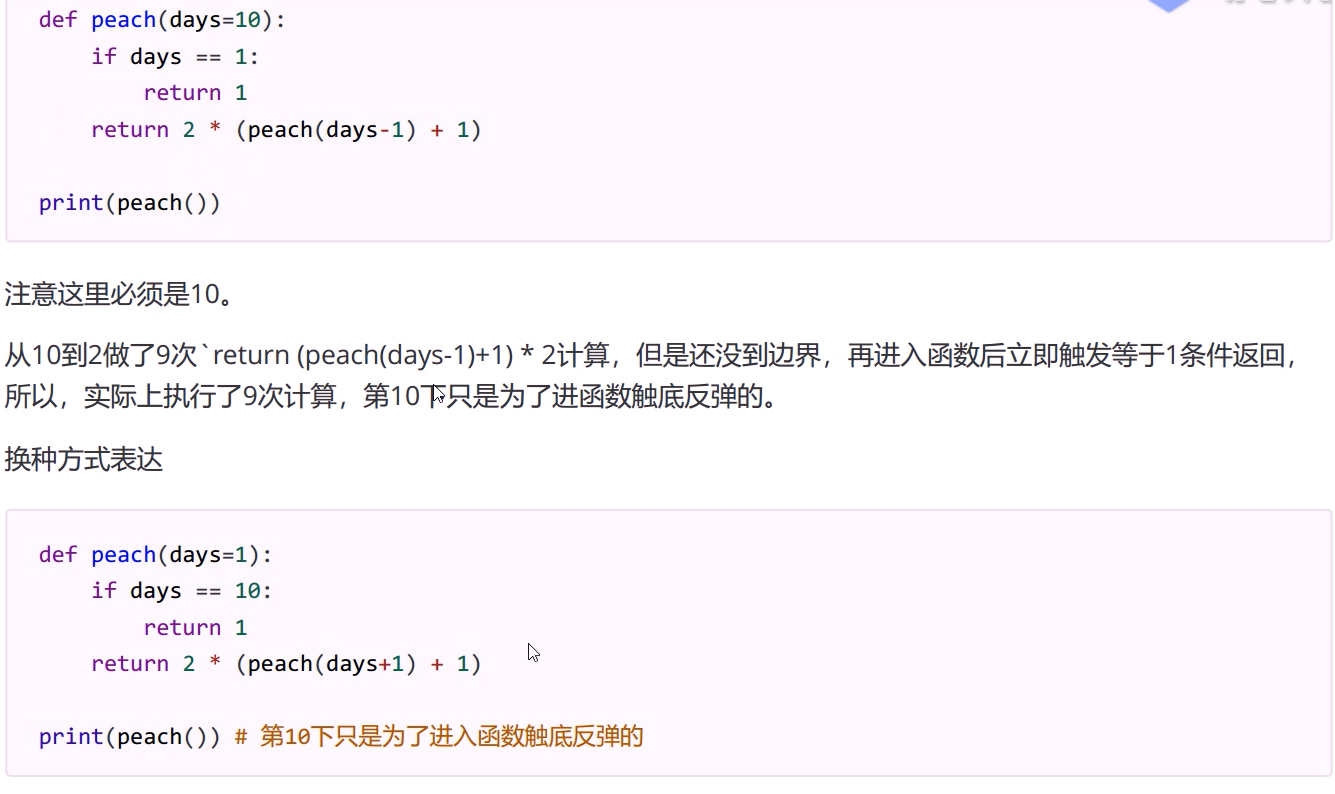 def peach(days=10):
    if days == 1:
        return 1
    return 2 * (peach(days-1) + 1)
print(peach())
注意这里必须是10。
从10到2做了9次`return (peach(days-1)+1) * 2计算，但是还没到边界，再进入函数后立即触发等于1条件返回，
所以，实际上执行了9次计算，第10下只是为了进函数触底反弹的。
换种方式表达
def peach(days=1):
    if days == 10:
        return 1
    return 2 * (peach(days+1) + 1)
print(peach()) # 第10下只是为了进入函数触底反弹的